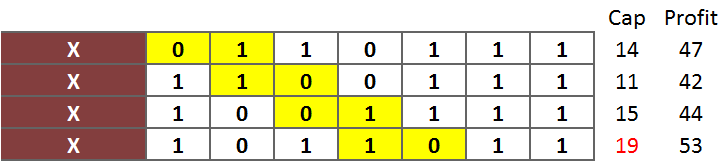 Cap Profit
X 0 1 1 0 1 1 1 14 47
X 1 1 0 0 1 1 1 11 42
X 1 0 0 1 1 1 1 15 44
X 1 0 1 1 0 1 1 19 53